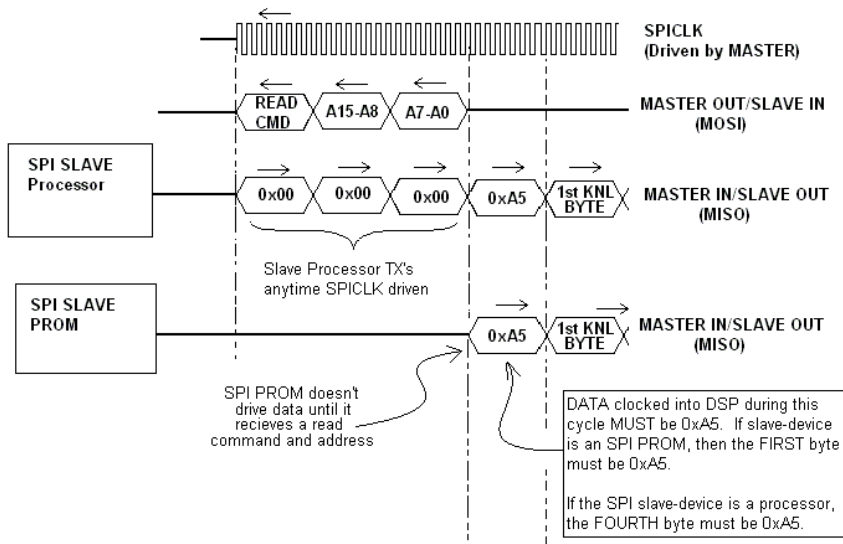 SPICLK
(Driven by MASTER)
READ
CMD
A15-A8
A7-A0
MASTER OUT/SLAVE IN
(MOSI)
SPI SLAVE
Processor
0x00
0x00
0x00
0xA5
1st KNL
BYTE
MASTER IN/SLAVE OUT
(MISO)
Slave Processor TX's
anytime SPICLK driven
SPI SLAVE
PROM
0xA5
1st KNL
BYTE
MASTER IN/SLAVE OUT
(MISO)
SPI PROM doesn't
drive data until it
recieves a read
command and address
DATA clocked into DSP during this
cycle MUST be 0xA5. If slave-device
is an SPI PROM, then the FIRST byte
must be 0xA5.
If the SPI slave-device is a processor,
the FOURTH byte must be 0xA5.